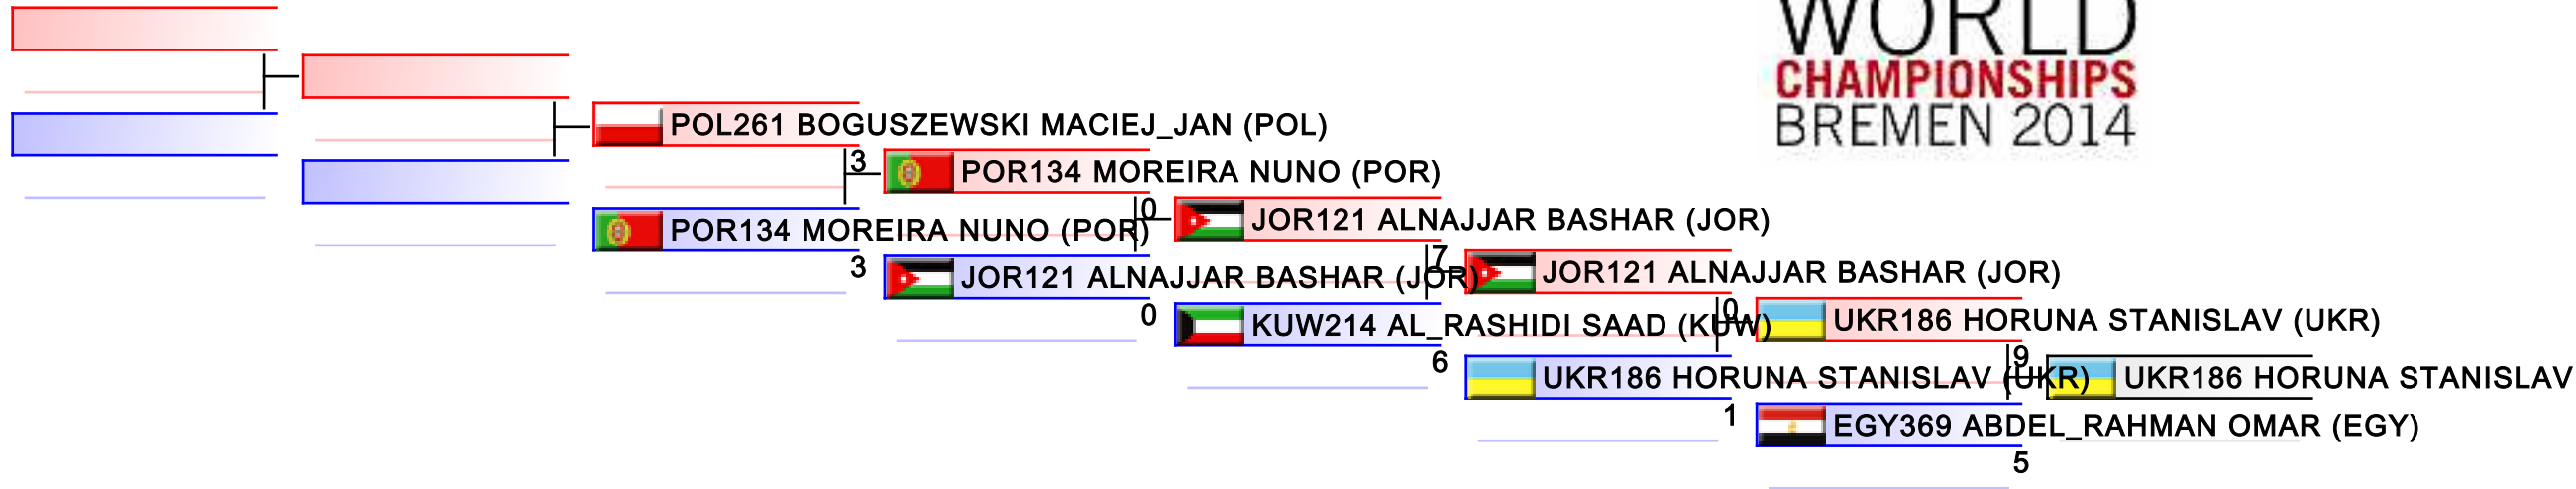 WORLD
CHAMPIONSHIPS
BREMEN 2014
POL261 BOGUSZEWSKI MACIEJ_JAN (POL)
3
POR134 MOREIRA NUNO (POR)
0
JOR121 ALNAJJAR BASHAR (JOR)
POR134 MOREIRA NUNO (POR)
7
3
JOR121 ALNAJJAR BASHAR (JOR)
JOR121 ALNAJJAR BASHAR (JOR)
0
0
KUW214 AL_RASHIDI SAAD (KUW)
UKR186 HORUNA STANISLAV (UKR)
9
6
UKR186 HORUNA STANISLAV (UKR)
UKR186 HORUNA STANISLAV
1
EGY369 ABDEL_RAHMAN OMAR (EGY)
5